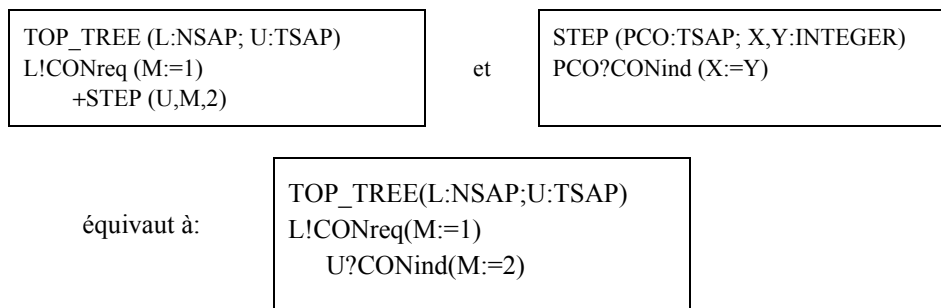 TOP_TREE (L:NSAP; U:TSAP)
L!CONreq (M:=1)
+STEP (U,M,2)
et
STEP (PCO:TSAP; X,Y:INTEGER)
PCO?CONind (X:=Y)
équivaut à:
TOP_TREE(L:NSAP;U:TSAP)
L!CONreq(M:=1)
U?CONind(M:=2)